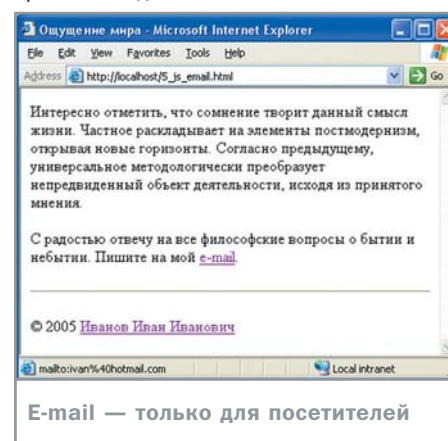 Ощущение мира - Microsoft Internet Explorer
File Edit View Favorites Tools Help
Address http://localhost/5_js_email.html Go
Интересно отметить, что сомнение творит данный смысл
жизни. Частное раскладывает на элементы постмодернизм,
открывая новые горизонты. Согласно предыдущему,
универсальное методологически преобразует
непредвиденный объект деятельности, исходя из принятого
мнения.
С радостью отвечу на все философские вопросы о бытии и
небытии. Пишите на мой e-mail.
© 2005 Иванов Иван Иванович
mailto:ivan%40hotmail.com Local intranet
E-mail — только для посетителей